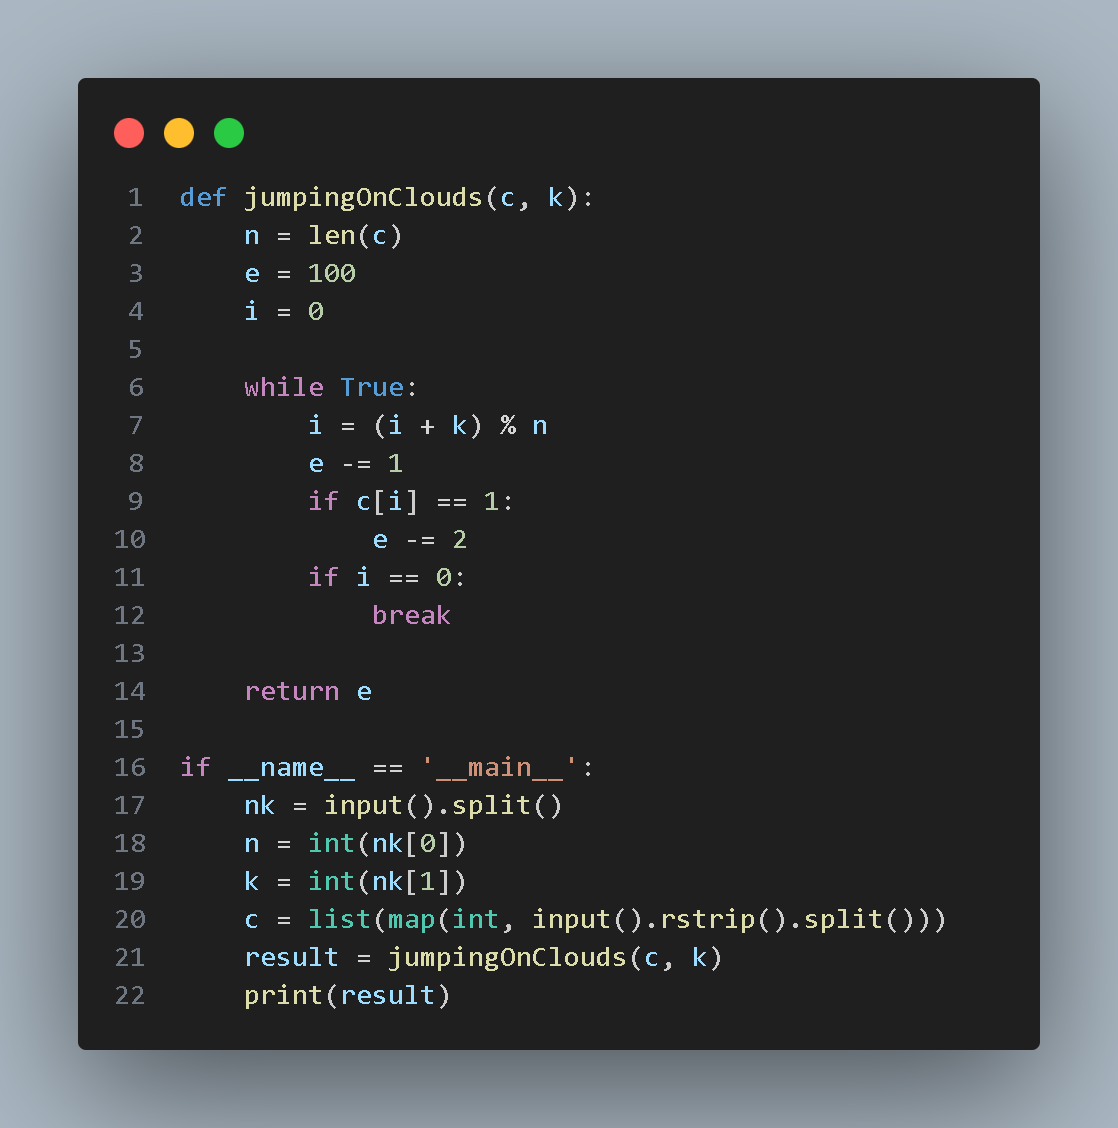 1 def jumpingOnClouds(c, k):
2     n = len(c)
3     e = 100
4     i = 0
5
6     while True:
7         i = (i + k) % n
8         e -= 1
9         if c[i] == 1:
10             e -= 2
11         if i == 0:
12             break
13
14     return e
15
16 if __name__ == '__main__':
17     nk = input().split()
18     n = int(nk[0])
19     k = int(nk[1])
20     c = list(map(int, input().rstrip().split()))
21     result = jumpingOnClouds(c, k)
22     print(result)